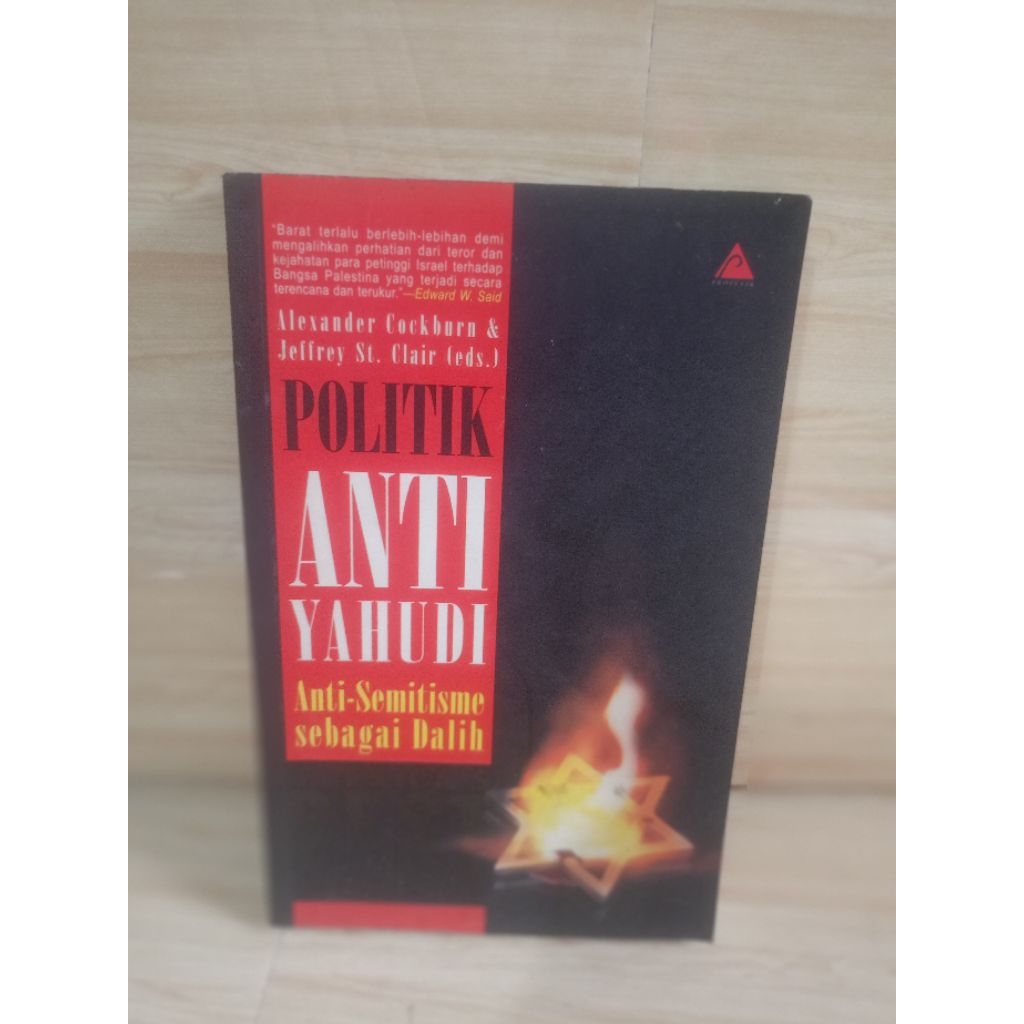 "Barat terlalu berlebih-lebihan demi
mengalihkan perhatian dari teror dan
kejahatan para petinggi Israel terhadap
Bangsa Palestina yang terjadi secara
terencana dan terukur."—Edward W. Said
Alexander Cockburn &
Jeffrey St. Clair (eds.)
POLITIK
ANTI
YAHUDI
Anti-Semitisme
sebagai Dalih